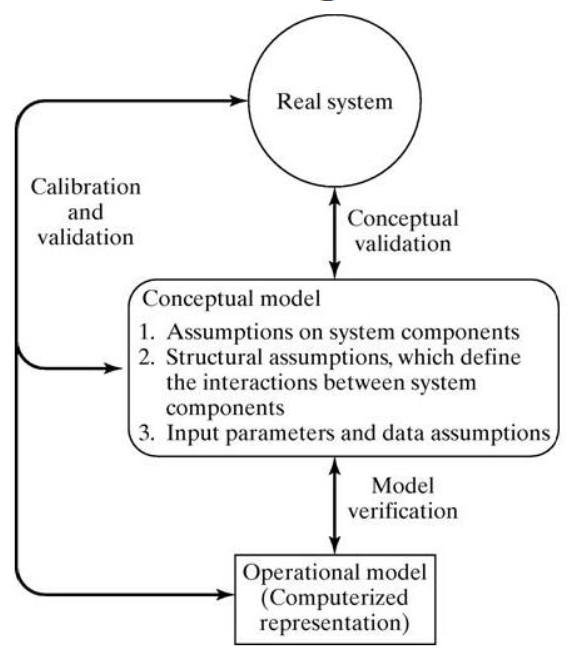 Real system
Calibration
and
validation
Conceptual
validation
Conceptual model
1. Assumptions on system components
2. Structural assumptions, which define
the interactions between system
components
3. Input parameters and data assumptions
Model
verification
Operational model
(Computerized
representation)